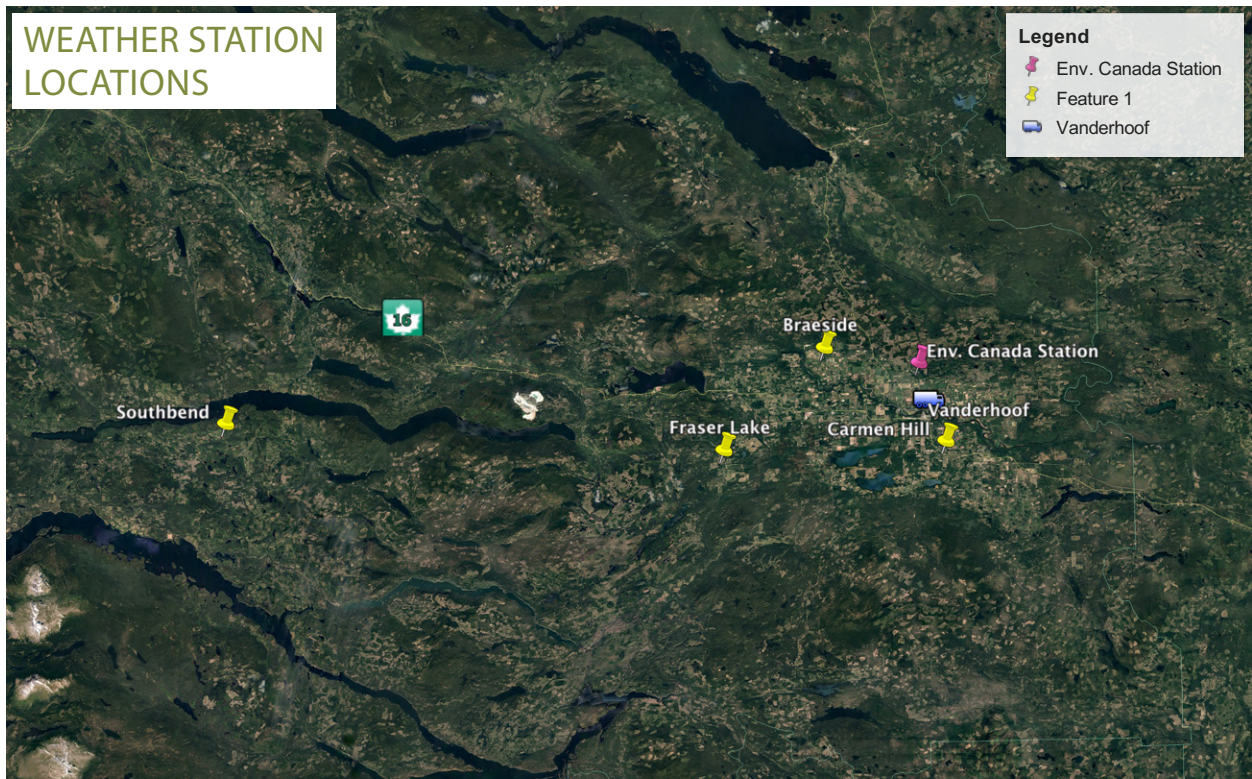 WEATHER STATION
LOCATIONS
Legend
Env. Canada Station
Feature 1
Vanderhoof
16
Braeside
Env. Canada Station
Southbend
Vanderhoof
Fraser Lake
Carmen Hill